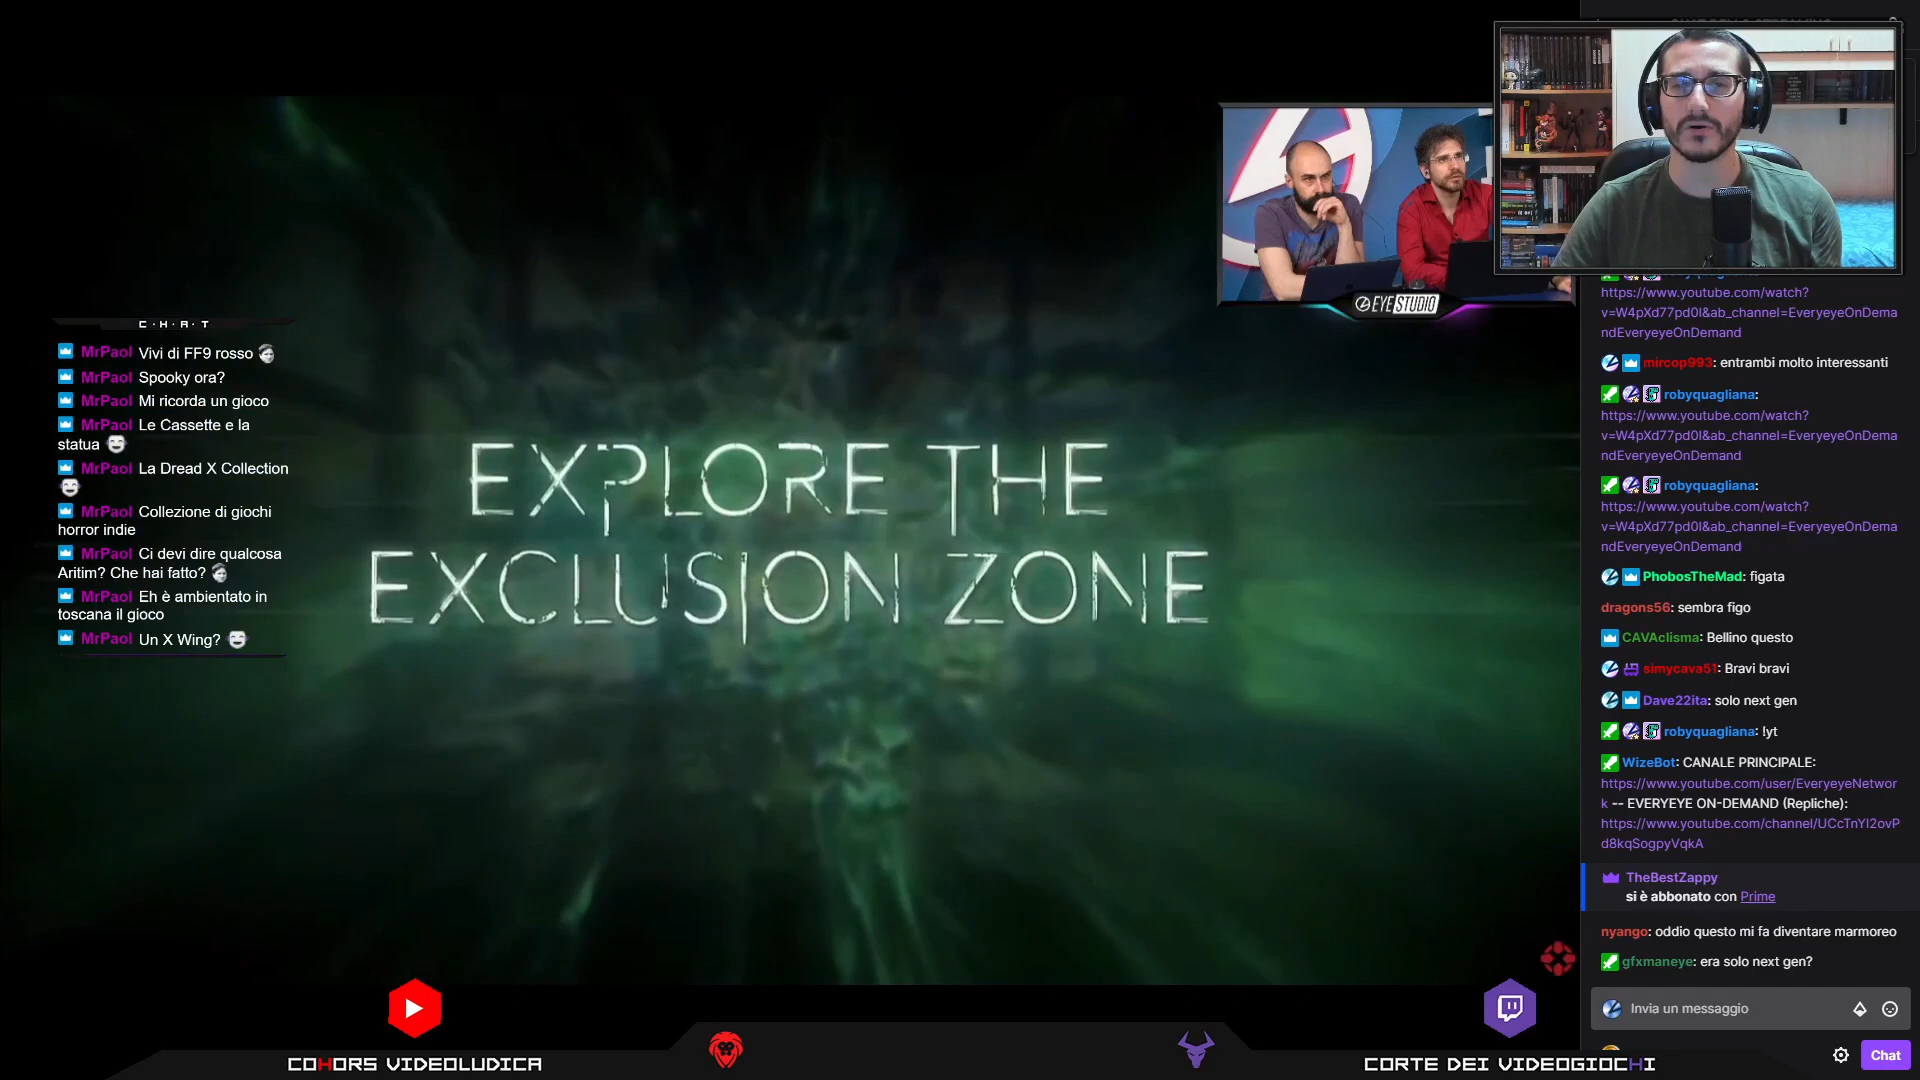 C·H·A·T
MrPaol Vivi di FF9 rosso
MrPaol Spooky ora?
MrPaol Mi ricorda un gioco
MrPaol Le Cassette e la
statua
MrPaol La Dread X Collection
MrPaol Collezione di giochi
horror indie
MrPaol Ci devi dire qualcosa
Aritim? Che hai fatto?
MrPaol Eh è ambientato in
toscana il gioco
MrPaol Un X Wing?
EXPLORE THE
EXCLUSION ZONE
EYESTUDIO
https://www.youtube.com/watch?
v=W4pXd77pd0I&ab_channel=EveryeyeOnDema
ndEveryeyeOnDemand
mircop993: entrambi molto interessanti
robyquagliana:
https://www.youtube.com/watch?
v=W4pXd77pd0I&ab_channel=EveryeyeOnDema
ndEveryeyeOnDemand
robyquagliana:
https://www.youtube.com/watch?
v=W4pXd77pd0I&ab_channel=EveryeyeOnDema
ndEveryeyeOnDemand
PhobosTheMad: figata
dragons56: sembra figo
CAVAclisma: Bellino questo
simycava51: Bravi bravi
Dave22ita: solo next gen
robyquagliana: !yt
WizeBot: CANALE PRINCIPALE:
https://www.youtube.com/user/EveryeyeNetwor
k -- EVERYEYE ON-DEMAND (Repliche):
https://www.youtube.com/channel/UCcTnYI2ovP
d8kqSogpyVqkA
TheBestZappy
si è abbonato con Prime
nyango: oddio questo mi fa diventare marmoreo
gfxmaneye: era solo next gen?
Invia un messaggio
Chat
COHORS VIDEOLUDICA
CORTE DEI VIDEOGIOCHI